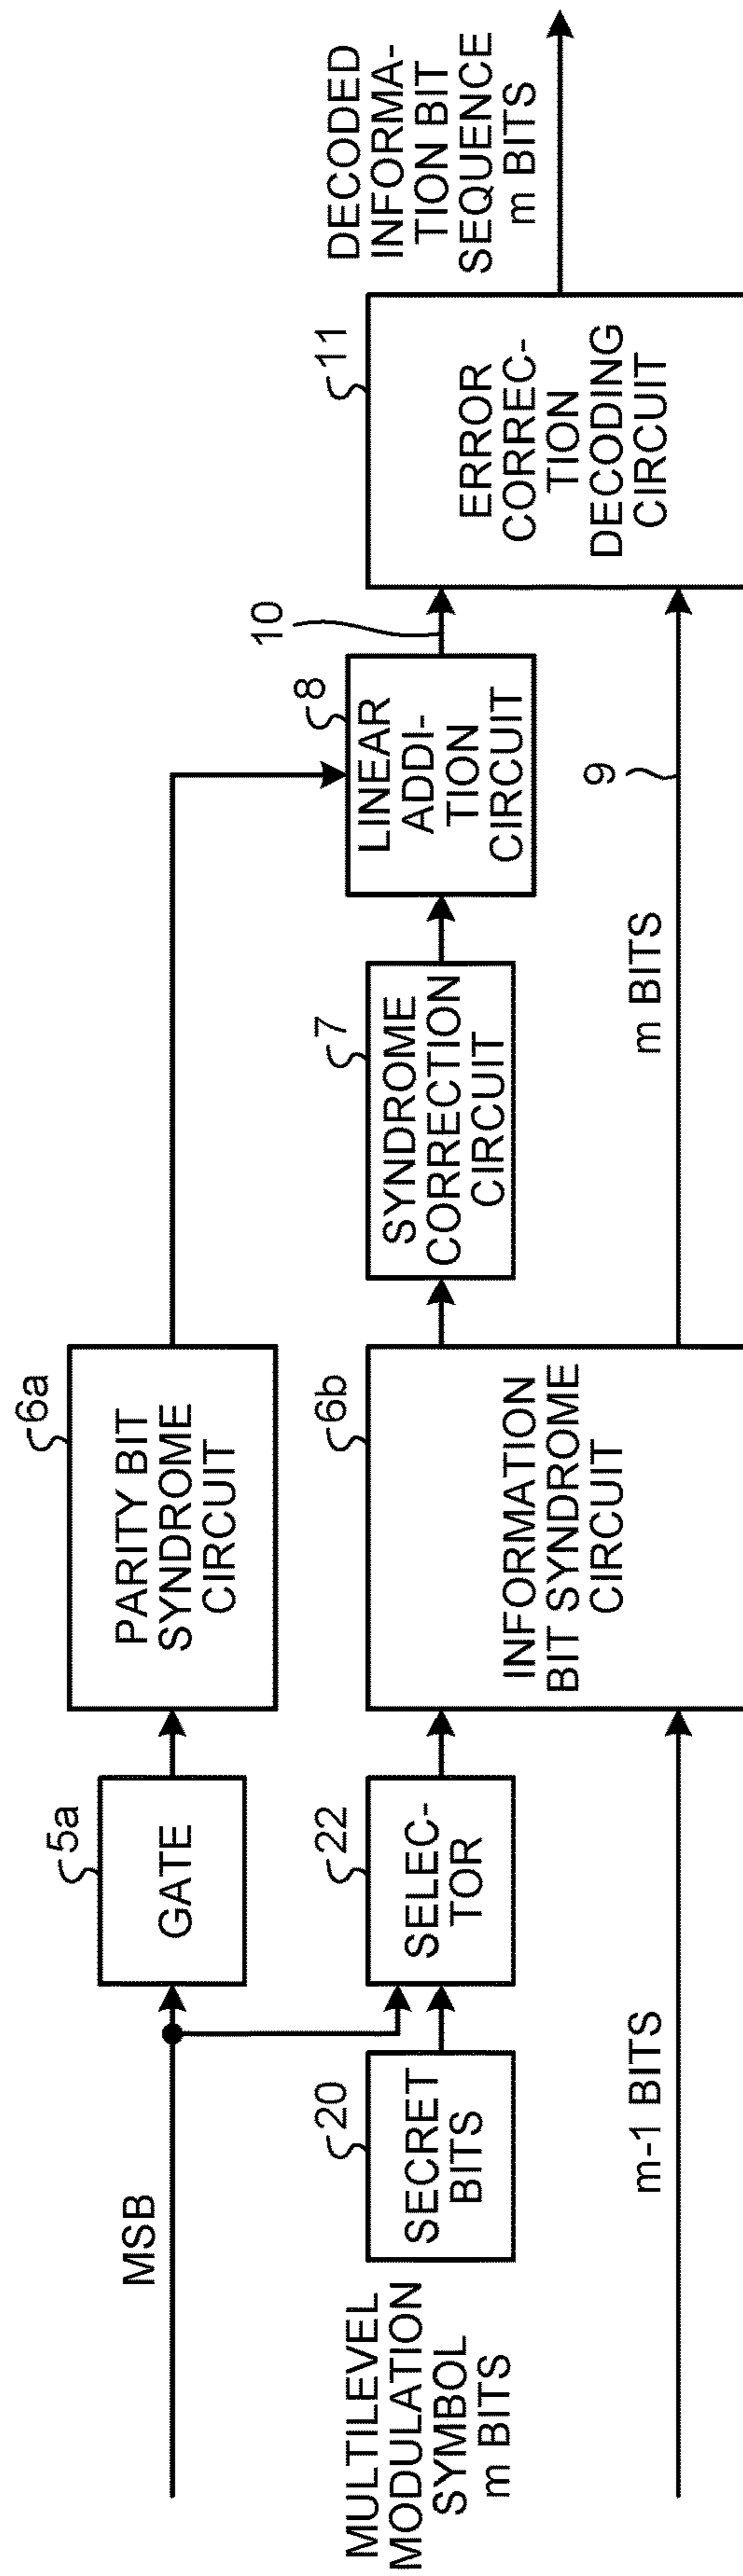 MULTILEVEL
MODULATION
SYMBOL
m BITS
MSB
m-1 BITS
20
SECRET
BITS
5a
GATE
22
SELEC-
TOR
6a
PARITY BIT
SYNDROME
CIRCUIT
6b
INFORMATION
BIT SYNDROME
CIRCUIT
7
SYNDROME
CORRECTION
CIRCUIT
m BITS
9
8
LINEAR
ADDI-
TION
CIRCUIT
10
11
ERROR
CORREC-
TION
DECODING
CIRCUIT
DECODED
INFORMA-
TION BIT
SEQUENCE
m BITS